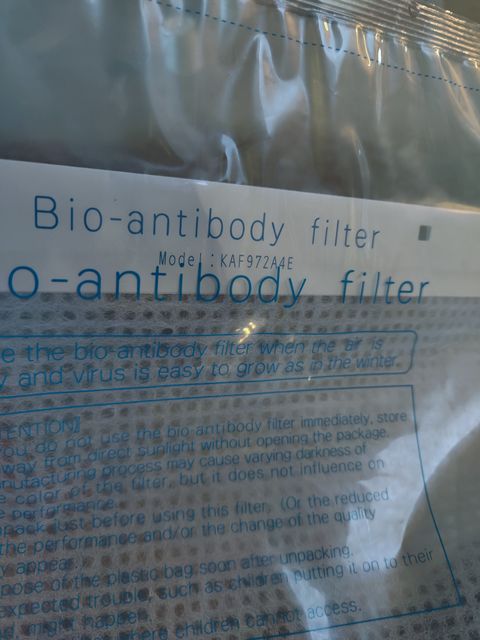 Bio-antibody filter
Model:KAF972A4E
o-antibody filter
e the bio-antibody filter when the air is
y and virus is easy to grow as in the winter.
TENTION]
you do not use the bio antibody filter immediately, store
way from direct sunlight without opening the package.
nufacturing process may cause varying darkness of
e color of the filter, but it does not influence on
performance.
npack just before using this filter. (Or the reduced
the performance and/or the change of the quality
y appear.
pose of the plastic bag soon after unpacking.
expected trouble, such as children putting it on to their
might happen.
where children cannot access.